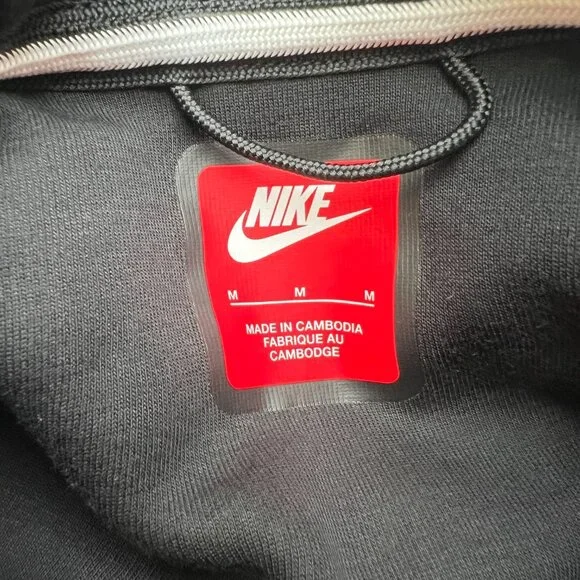 NIKE
M M M
MADE IN CAMBODIA
FABRIQUE AU
CAMBODGE